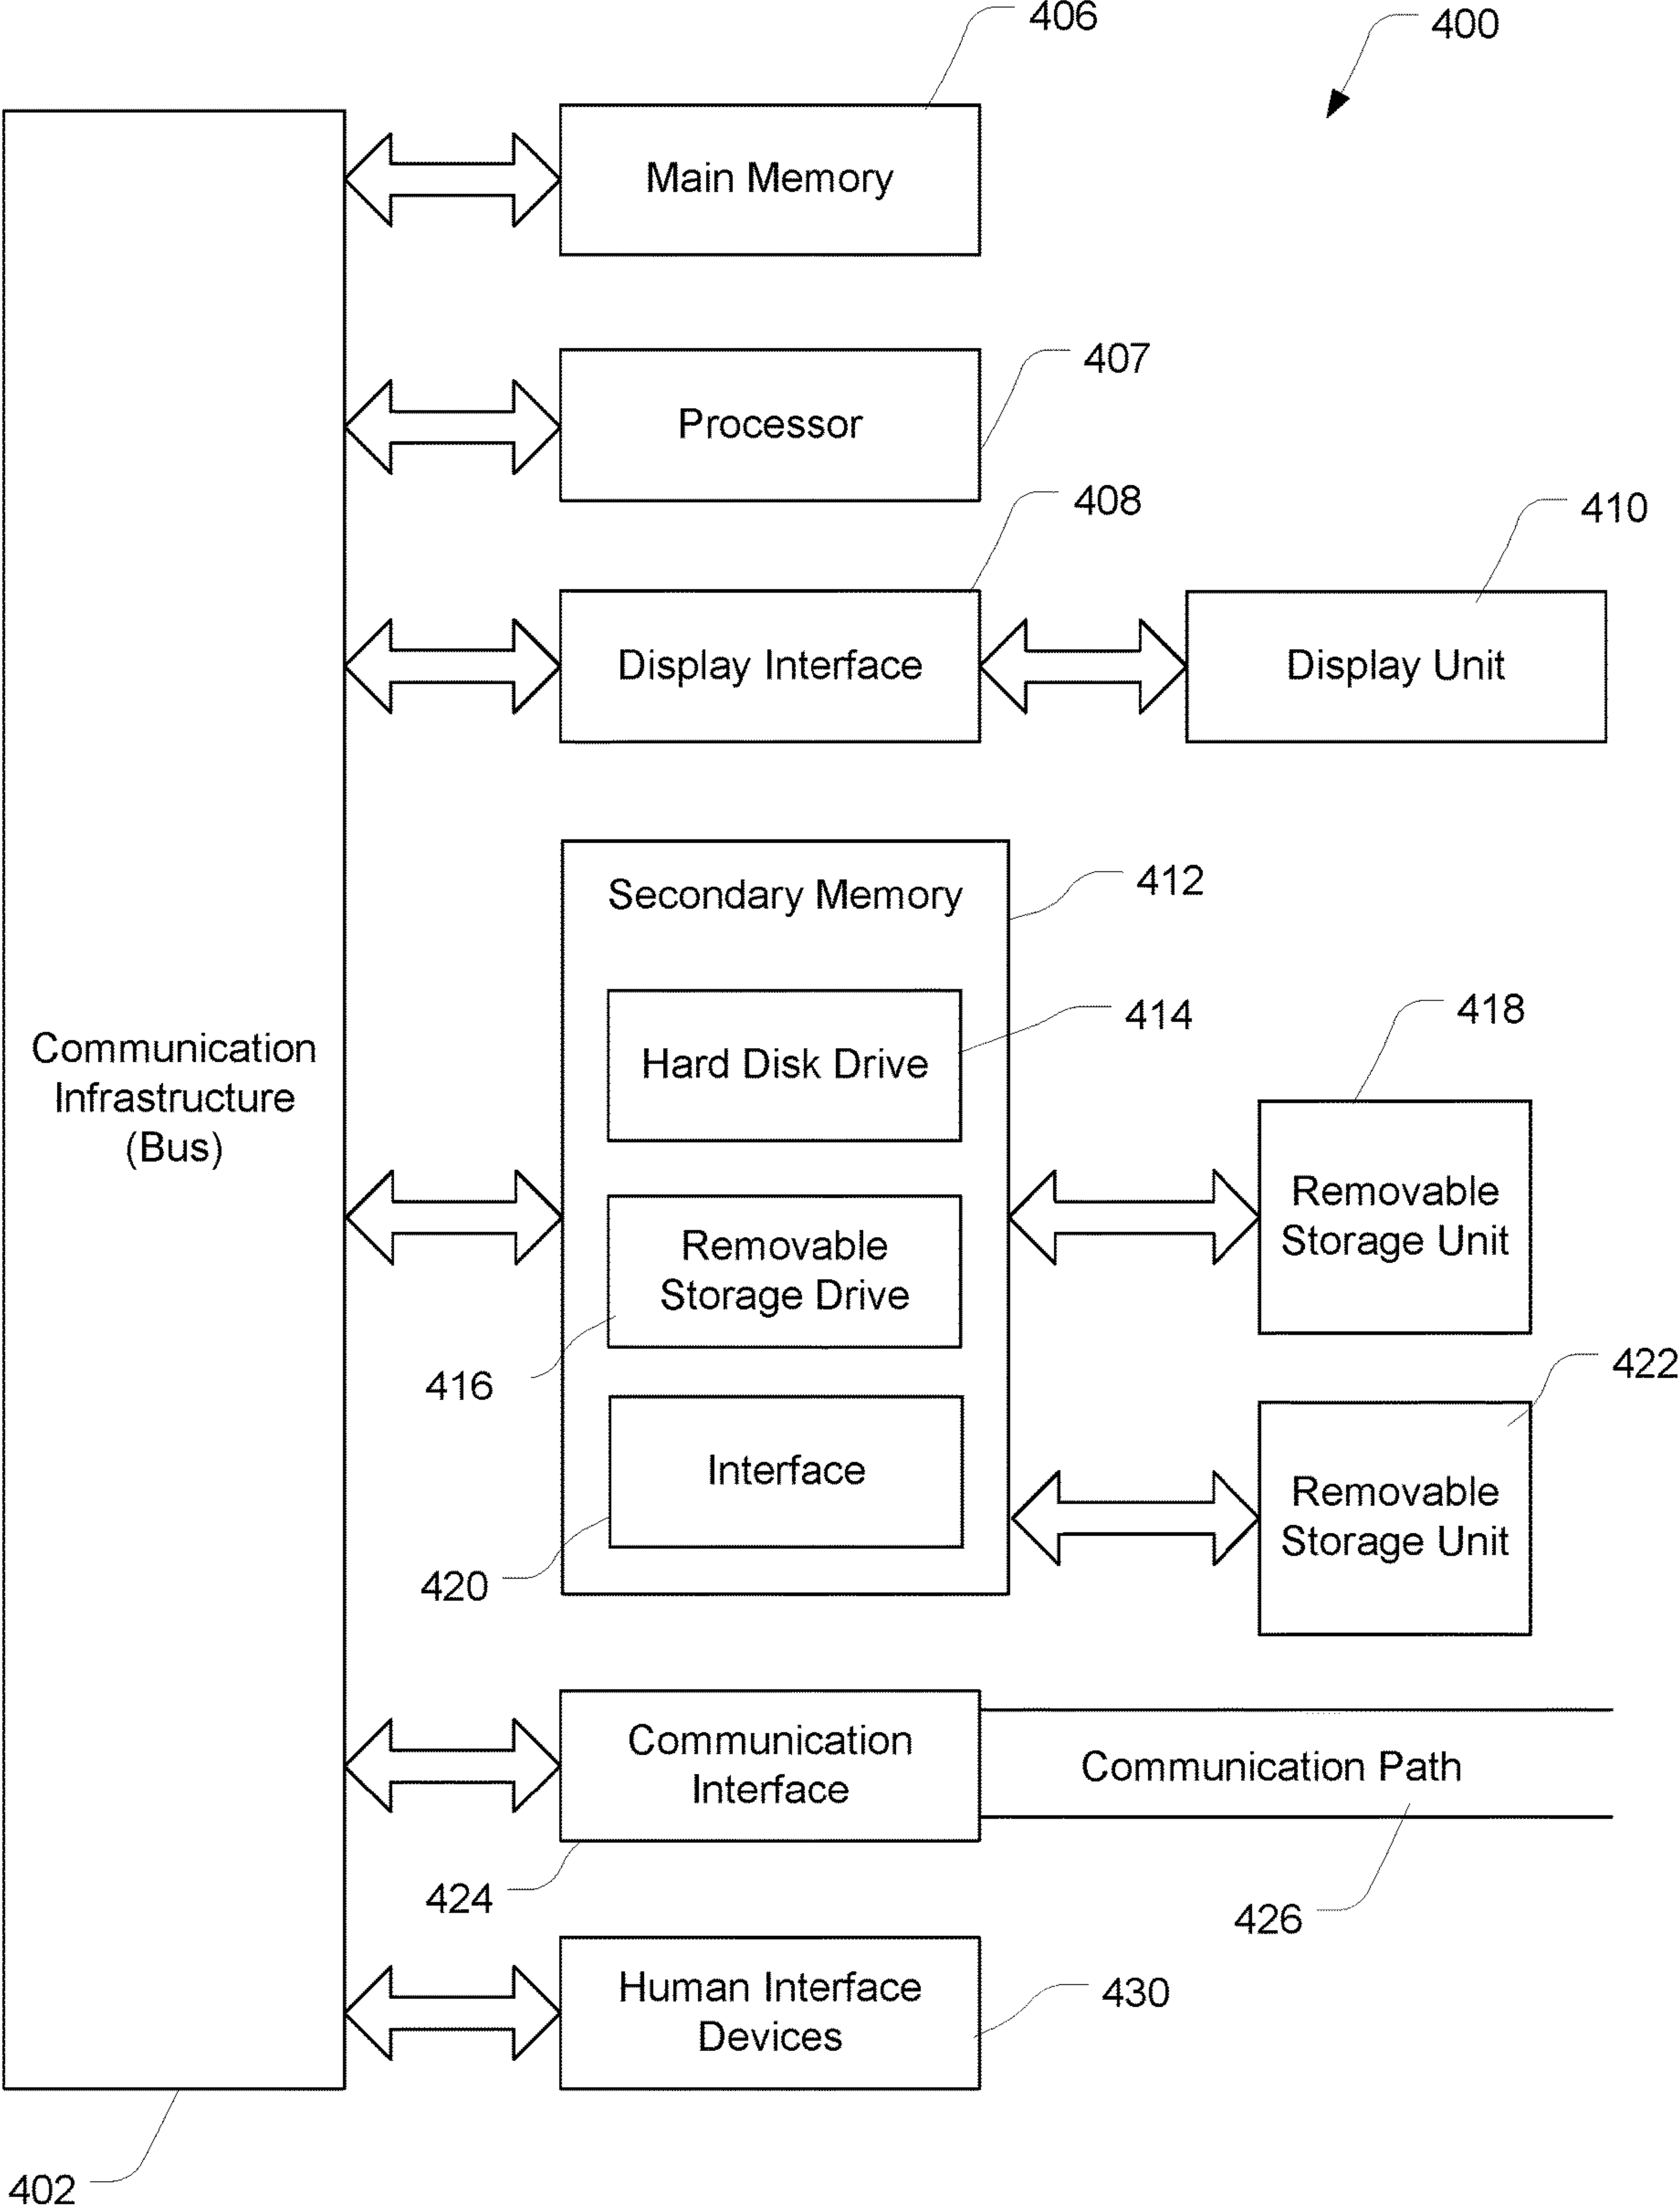 406
400
Main Memory
407
Processor
408
410
Display Interface
Display Unit
Secondary Memory
412
414
Hard Disk Drive
418
Communication
Infrastructure
(Bus)
Removable
Storage Unit
Removable
Storage Drive
416
422
Interface
Removable
Storage Unit
420
Communication
Interface
Communication Path
424
426
Human Interface
Devices
430
402